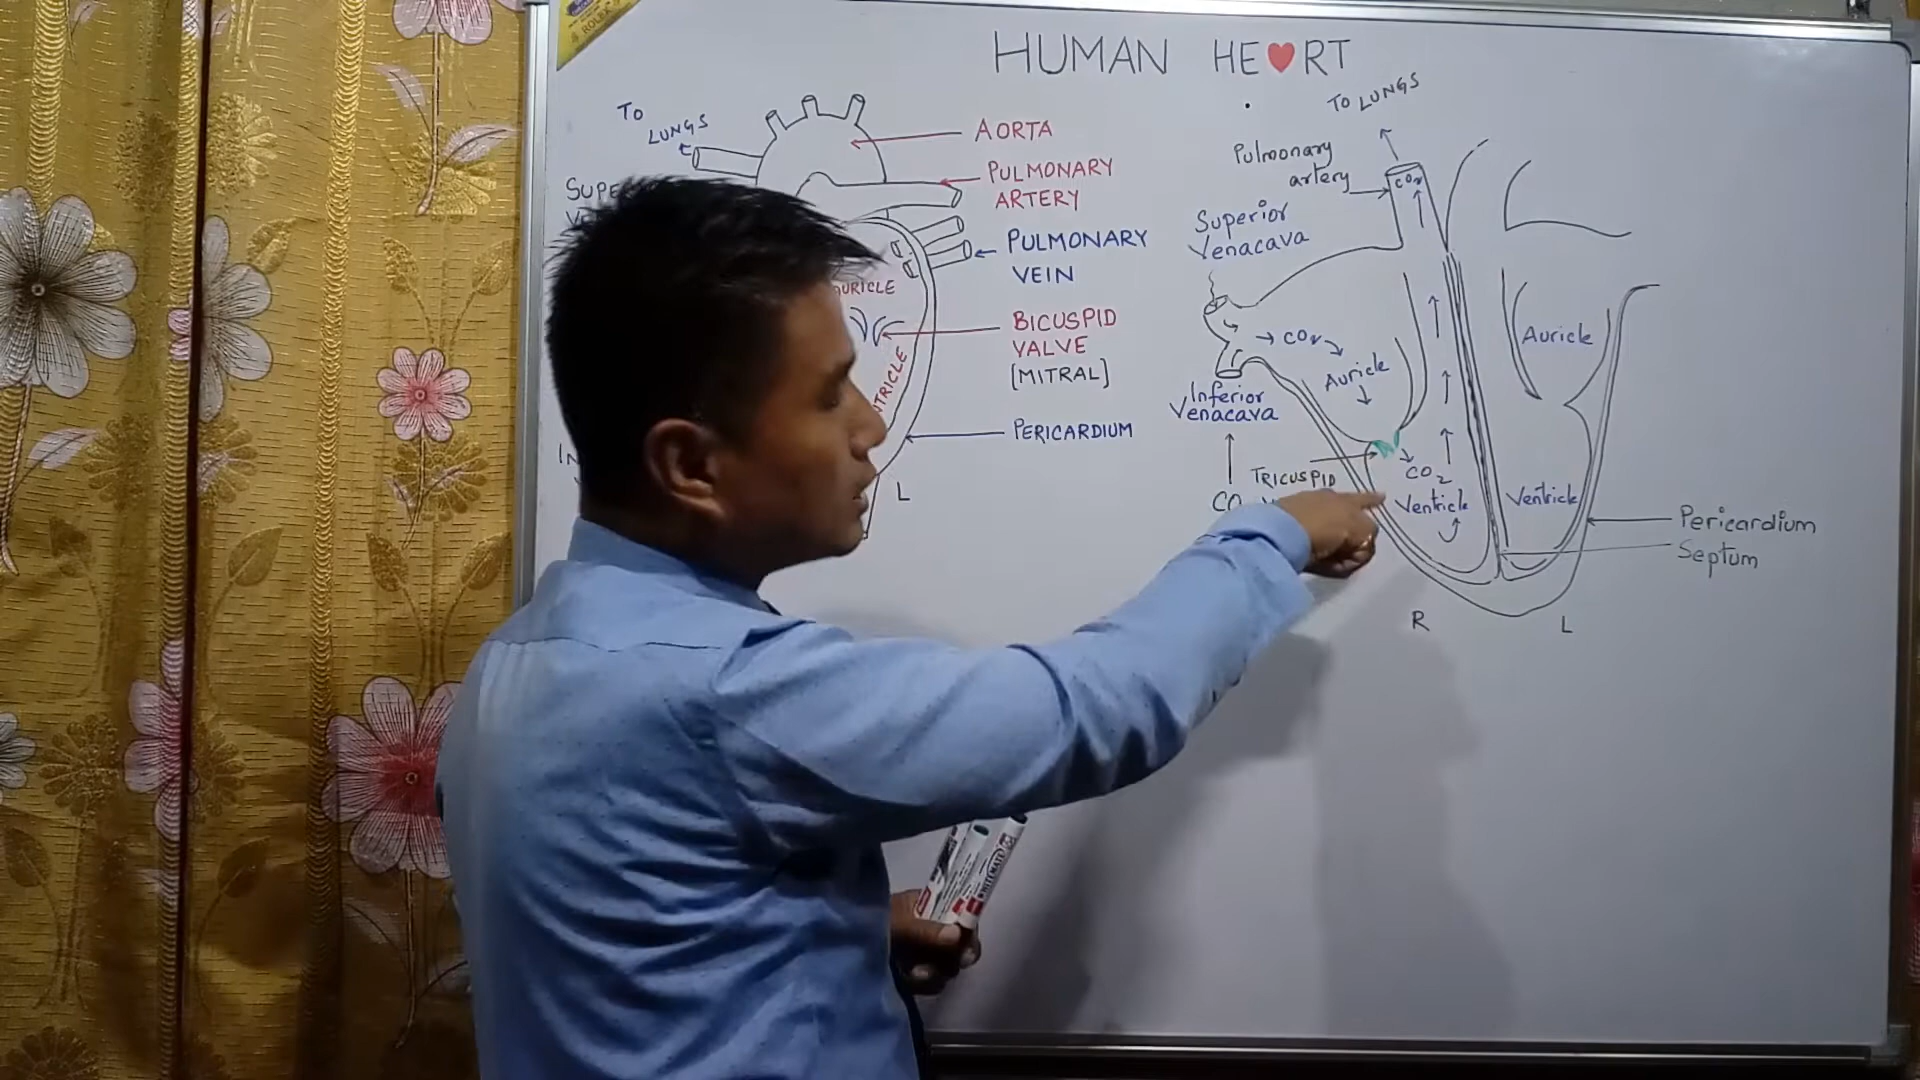 HUMAN HE❤RT
TO
LUNGS
AORTA
PULMONARY
ARTERY
PULMONARY
VEIN
BICUSPID
VALVE
[MITRAL]
PERICARDIUM
L
TO LUNGS
Pulmonary
artery
CO2
Superior
Venacava
CO2
Auricle
Inferior
Venacava
TRICUSPID
CO2
Ventricle
Auricle
Ventricle
Pericardium
Septum
R
L
WHITEMATE